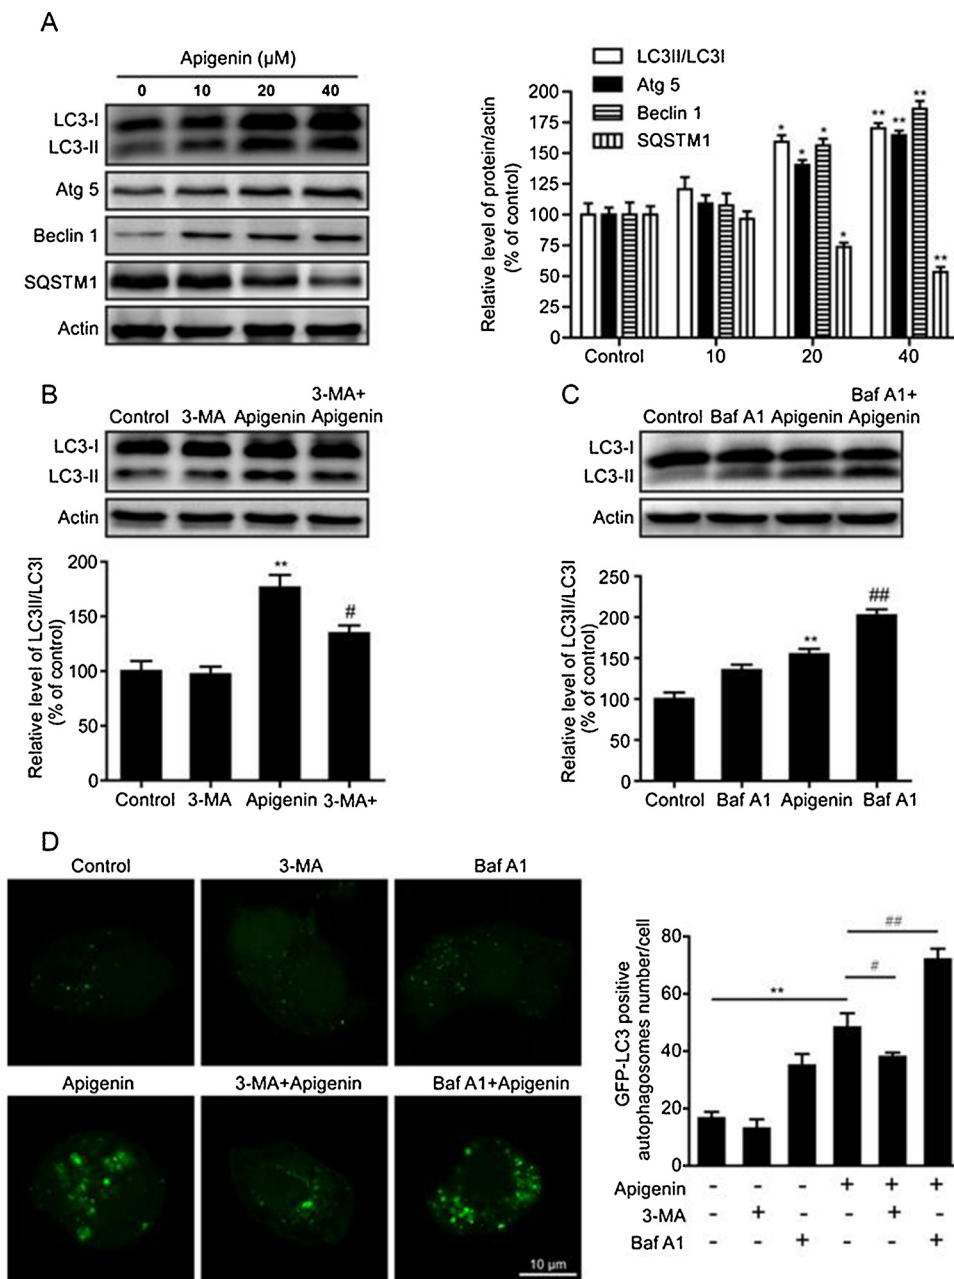 A
Apigenin (µM)
0 10 20 40
LC3-I
LC3-II
Atg 5
Beclin 1
SQSTM1
Actin
LC3II/LC3I
Atg 5
Beclin 1
SQSTM1
Relative level of protein/actin
(% of control)
200
175
150
125
100
75
50
25
0
* * * *
** ** ** **
Control 10 20 40
B
Control 3-MA Apigenin 3-MA+
Apigenin
LC3-I
LC3-II
Actin
Relative level of LC3II/LC3I
(% of control)
200
150
100
50
0
** #
Control 3-MA Apigenin 3-MA+
C
Control Baf A1 Apigenin Baf A1+
Apigenin
LC3-I
LC3-II
Actin
Relative level of LC3II/LC3I
(% of control)
250
200
150
100
50
0
** ##
Control Baf A1 Apigenin Baf A1
D
Control 3-MA Baf A1
Apigenin 3-MA+Apigenin Baf A1+Apigenin
10 µm
GFP-LC3 positive
autophagosomes number/cell
80
60
40
20
0
##
#
**
Apigenin - - - + + +
3-MA - + - - + -
Baf A1 - - + - - +